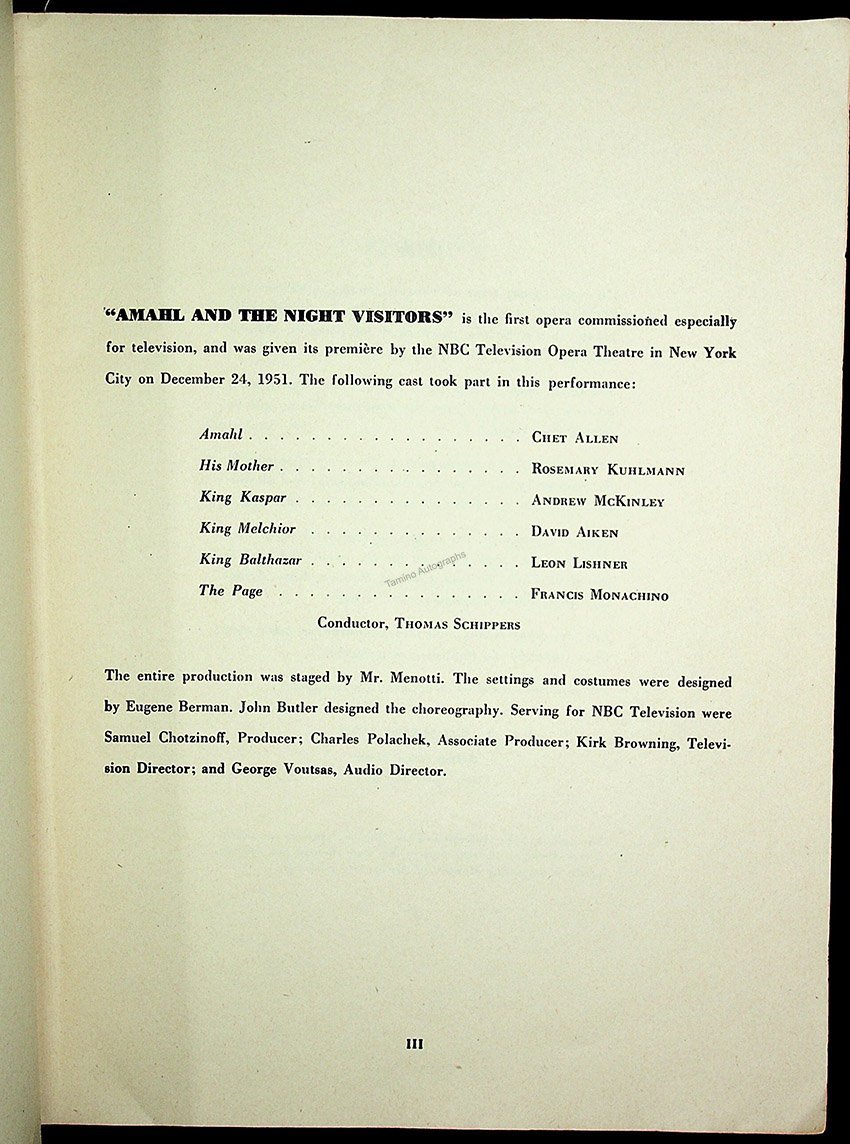 "AMAHL AND THE NIGHT VISITORS" is the first opera commissioned especially
for television, and was given its première by the NBC Television Opera Theatre in New York
City on December 24, 1951. The following cast took part in this performance:
Amahl . . . . . . . . . . . . . . . . . . CHET ALLEN
His Mother . . . . . . . . . . . . . . . . ROSEMARY KUHLMANN
King Kaspar . . . . . . . . . . . . . . . ANDREW MCKINLEY
King Melchior . . . . . . . . . . . . . . DAVID AIKEN
King Balthazar . . . . . . . . . . . . . . LEON LISHNER
Tamino Autographs
The Page . . . . . . . . . . . . . . . . FRANCIS MONACHINO
Conductor, THOMAS SCHIPPERS
The entire production was staged by Mr. Menotti. The settings and costumes were designed
by Eugene Berman. John Butler designed the choreography. Serving for NBC Television were
Samuel Chotzinoff, Producer; Charles Polachek, Associate Producer; Kirk Browning, Televi-
sion Director; and George Voutsas, Audio Director.
III